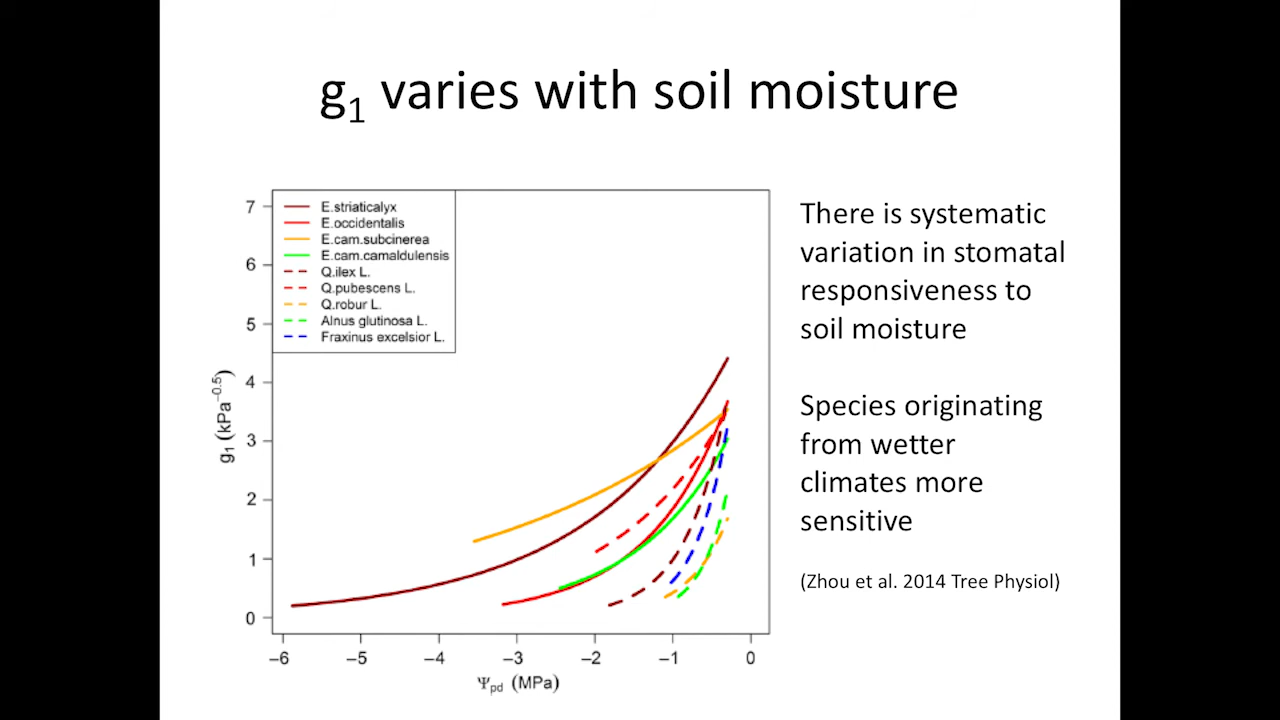 g1 varies with soil moisture
E.striaticalyx
E.occidentalis
E.cam.subcinerea
E.cam.camaldulensis
Q.ilex L.
Q.pubescens L.
Q.robur L.
Alnus glutinosa L.
Fraxinus excelsior L.
7
6
5
4
3
2
1
0
g1 (kPa−0.5)
−6
−5
−4
−3
−2
−1
0
Ψpd (MPa)
There is systematic
variation in stomatal
responsiveness to
soil moisture
Species originating
from wetter
climates more
sensitive
(Zhou et al. 2014 Tree Physiol)